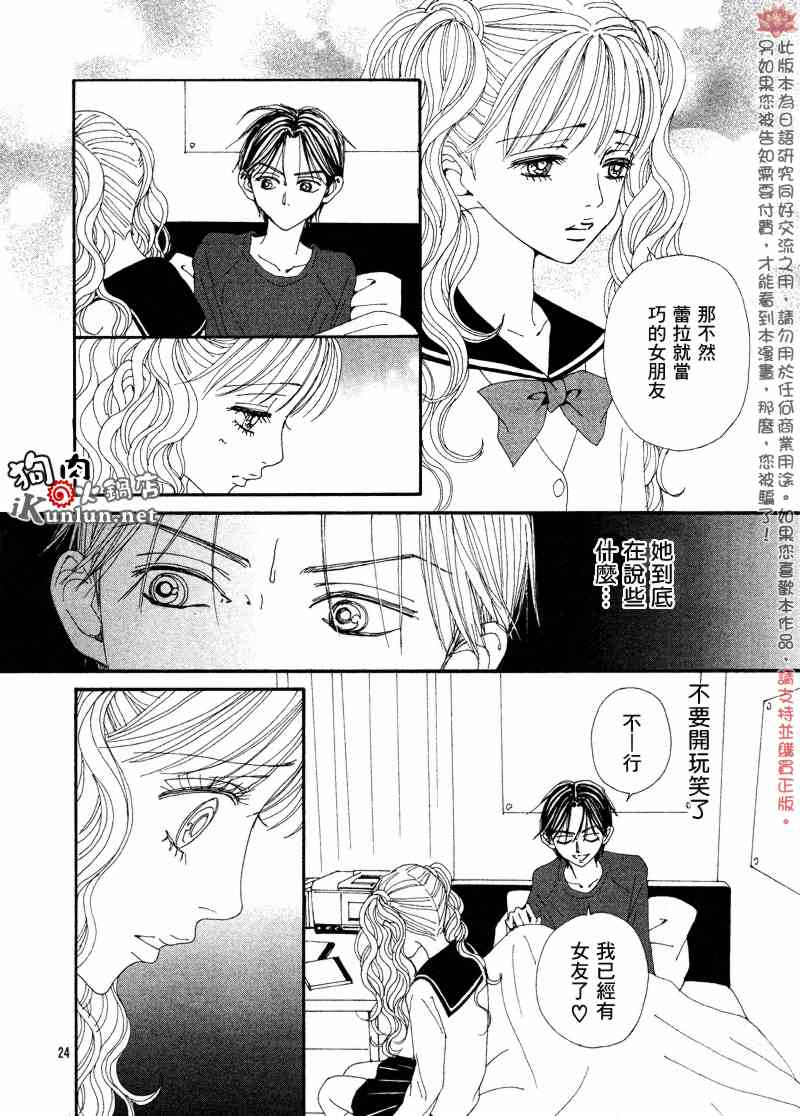 那不然
蕾拉就當
巧的女朋友
她到底
在說些
什麼…
不要開玩笑了
不—行
我已經有
女友了♡
24
狗肉
火鍋店
iKunlun.net
此版本為日語研究同好交流之用，請勿用於任何商業用途。如果您喜歡本作品，請支持並購買正版。
另如果您被告知需要付費，才能看到本漫畫，那麼，您被騙了！